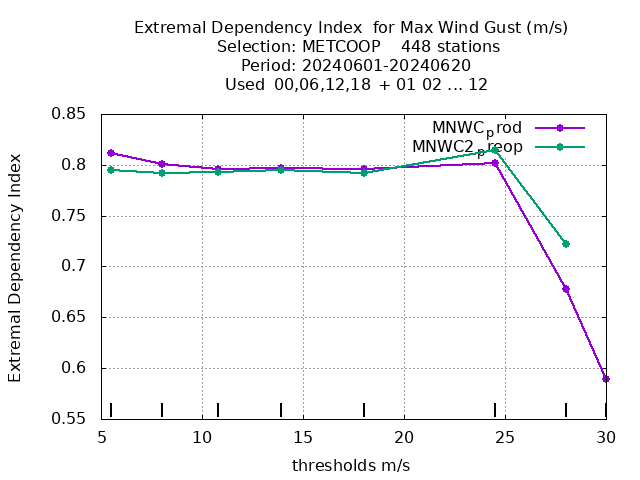 Extremal Dependency Index for Max Wind Gust (m/s)
Selection: METCOOP 448 stations
Period: 20240601-20240620
Used 00,06,12,18 + 01 02 ... 12
MNWCprod
MNWC2preop
0.85
0.8
0.75
0.7
0.65
0.6
0.55
Extremal Dependency Index
5 10 15 20 25 30
thresholds m/s